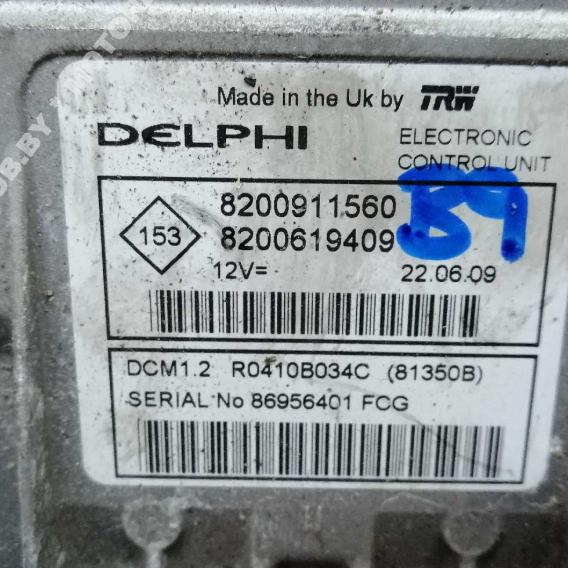 Made in the Uk by TRW
DELPHI ELECTRONIC
CONTROL UNIT
8200911560
153 8200619409
12V= 22.06.09
DCM1.2 R0410B034C (81350B)
SERIAL No 86956401 FCG